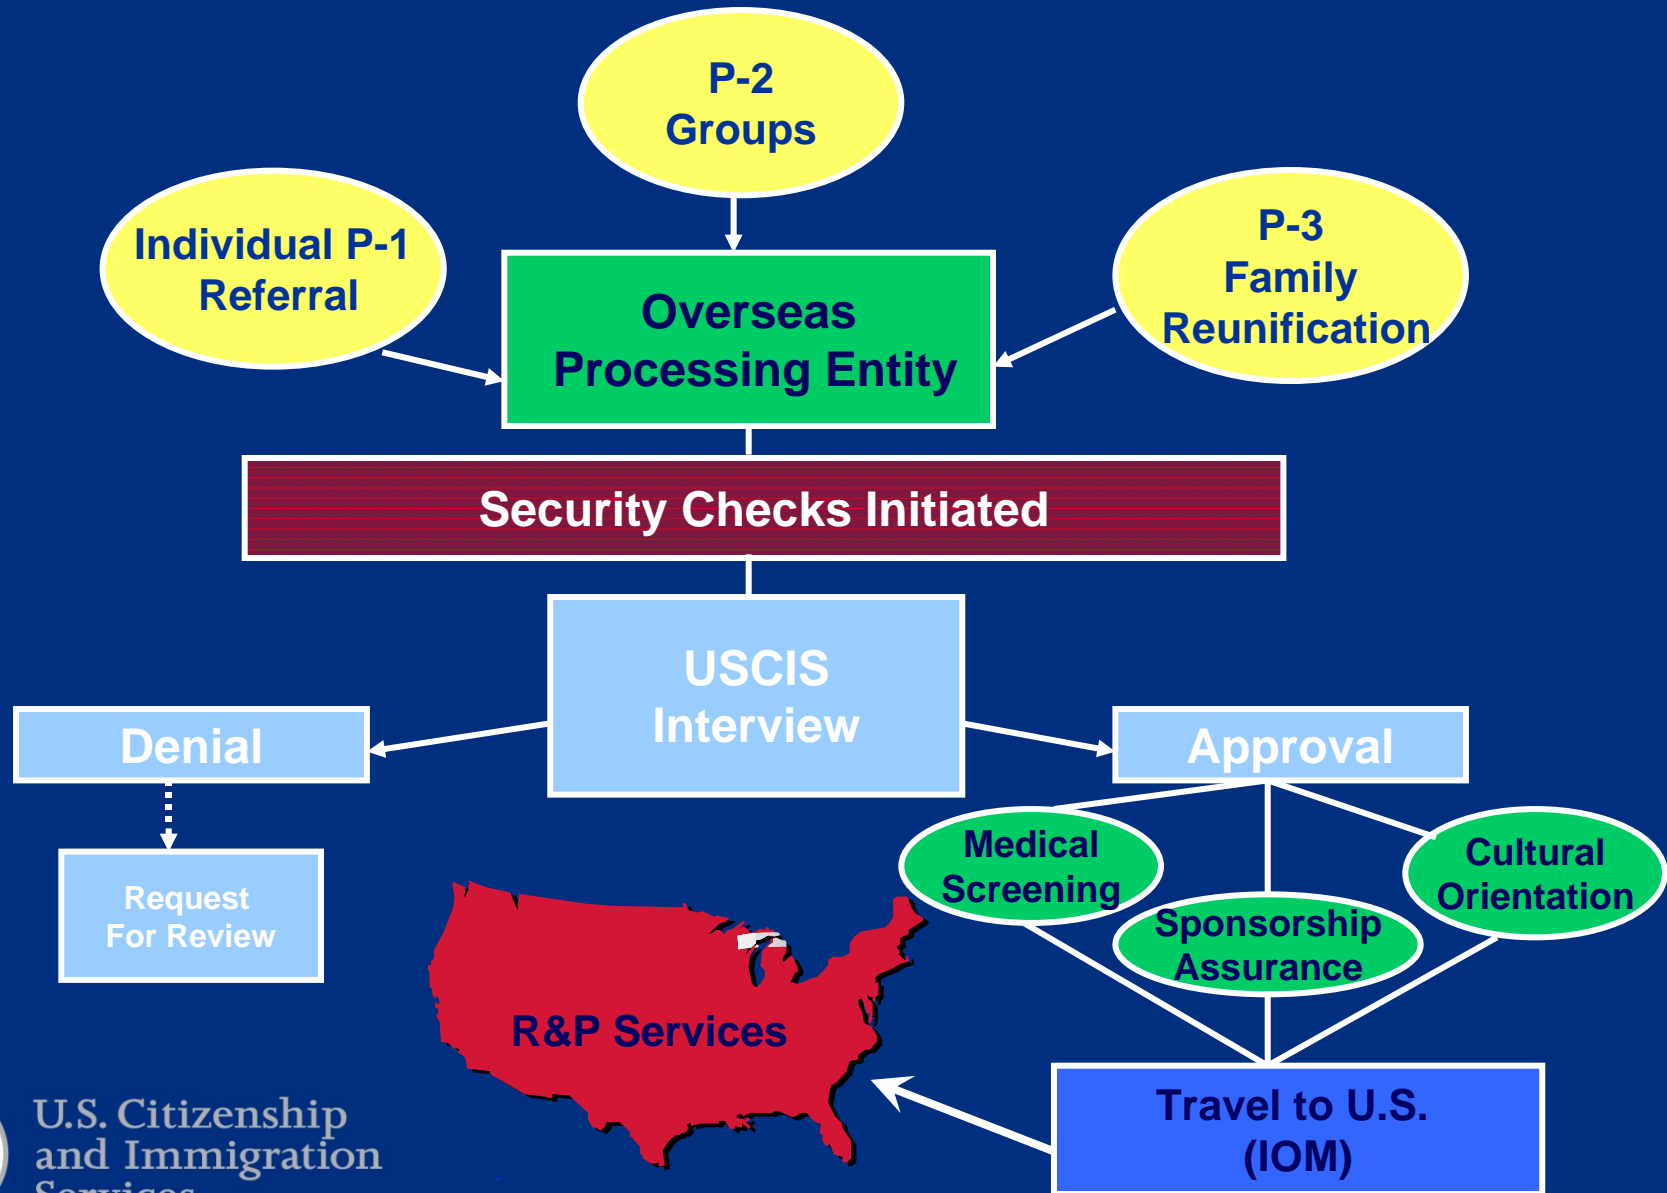 P-2
Groups
Individual P-1
Referral
P-3
Family
Reunification
Overseas
Processing Entity
Security Checks Initiated
USCIS
Interview
Denial
Approval
Request
For Review
Medical
Screening
Sponsorship
Assurance
Cultural
Orientation
R&P Services
Travel to U.S.
(IOM)
U.S. Citizenship
and Immigration
Services